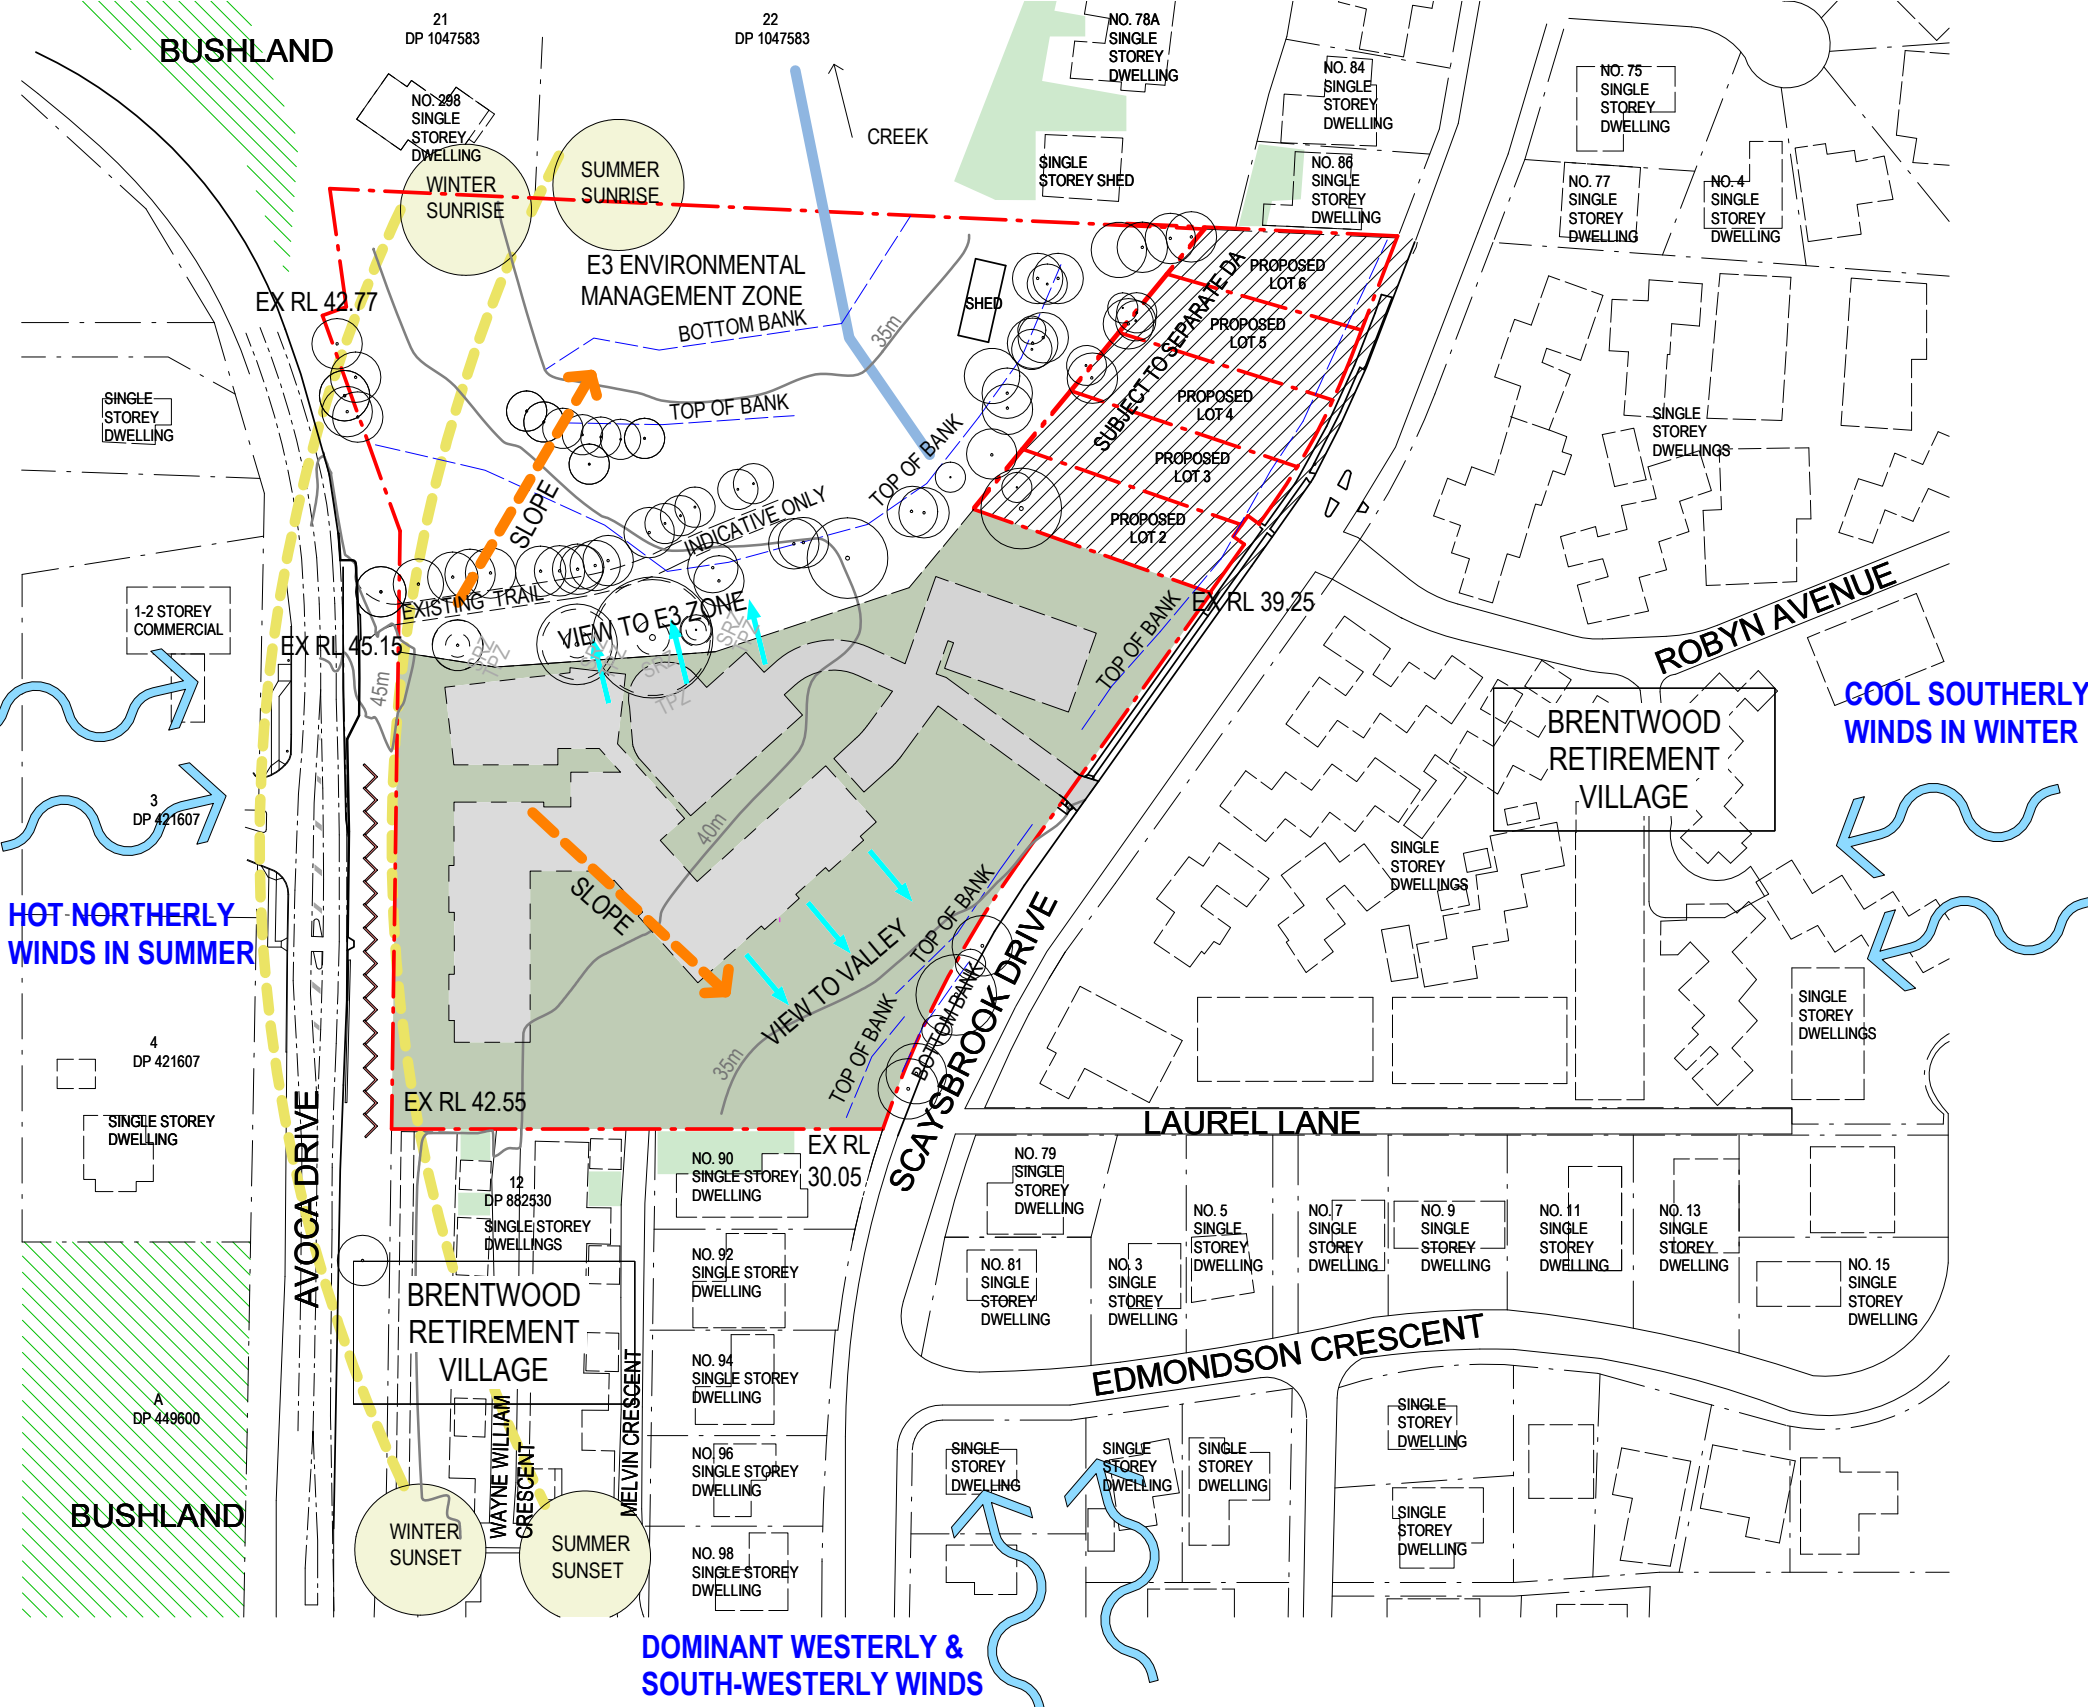 BUSHLAND
21
DP 1047583
22
DP 1047583
NO. 78A
SINGLE
STOREY
DWELLING
NO. 84
SINGLE
STOREY
DWELLING
NO. 75
SINGLE
STOREY
DWELLING
NO. 298
SINGLE
STOREY
DWELLING
CREEK
WINTER
SUNRISE
SUMMER
SUNRISE
SINGLE
STOREY SHED
NO. 86
SINGLE
STOREY
DWELLING
NO. 77
SINGLE
STOREY
DWELLING
NO. 4
SINGLE
STOREY
DWELLING
E3 ENVIRONMENTAL
MANAGEMENT ZONE
EX RL 42.77
BOTTOM BANK
35m
SHED
SUBJECT TO SEPARATE DA
PROPOSED
LOT 6
PROPOSED
LOT 5
PROPOSED
LOT 4
PROPOSED
LOT 3
PROPOSED
LOT 2
SINGLE
STOREY
DWELLING
TOP OF BANK
TOP OF BANK
SINGLE
STOREY
DWELLINGS
SLOPE
INDICATIVE ONLY
EXISTING TRAIL
VIEW TO E3 ZONE
1-2 STOREY
COMMERCIAL
EX RL 45.15
45m
SRZ
TPZ
SRZ
TPZ
SRZ
TPZ
SRZ
TPZ
EX RL 39.25
TOP OF BANK
ROBYN AVENUE
COOL SOUTHERLY
WINDS IN WINTER
BRENTWOOD
RETIREMENT
VILLAGE
3
DP 421607
40m
SINGLE
STOREY
DWELLINGS
HOT NORTHERLY
WINDS IN SUMMER
SLOPE
VIEW TO VALLEY
TOP OF BANK
TOP OF BANK
BOTTOM BANK
SCAYSBROOK DRIVE
SINGLE
STOREY
DWELLINGS
4
DP 421607
35m
EX RL 42.55
SINGLE STOREY
DWELLING
AVOCA DRIVE
LAUREL LANE
EX RL
30.05
NO. 90
SINGLE STOREY
DWELLING
12
DP 882530
SINGLE STOREY
DWELLINGS
NO. 79
SINGLE
STOREY
DWELLING
NO. 5
SINGLE
STOREY
DWELLING
NO. 7
SINGLE
STOREY
DWELLING
NO. 9
SINGLE
STOREY
DWELLING
NO. 11
SINGLE
STOREY
DWELLING
NO. 13
SINGLE
STOREY
DWELLING
NO. 92
SINGLE STOREY
DWELLING
NO. 81
SINGLE
STOREY
DWELLING
NO. 3
SINGLE
STOREY
DWELLING
NO. 15
SINGLE
STOREY
DWELLING
BRENTWOOD
RETIREMENT
VILLAGE
EDMONDSON CRESCENT
NO. 94
SINGLE STOREY
DWELLING
A
DP 449600
WAYNE WILLIAM
CRESCENT
MELVIN CRESCENT
SINGLE
STOREY
DWELLING
NO. 96
SINGLE STOREY
DWELLING
SINGLE
STOREY
DWELLING
SINGLE
STOREY
DWELLING
SINGLE
STOREY
DWELLING
BUSHLAND
WINTER
SUNSET
SUMMER
SUNSET
NO. 98
SINGLE STOREY
DWELLING
SINGLE
STOREY
DWELLING
DOMINANT WESTERLY &
SOUTH-WESTERLY WINDS